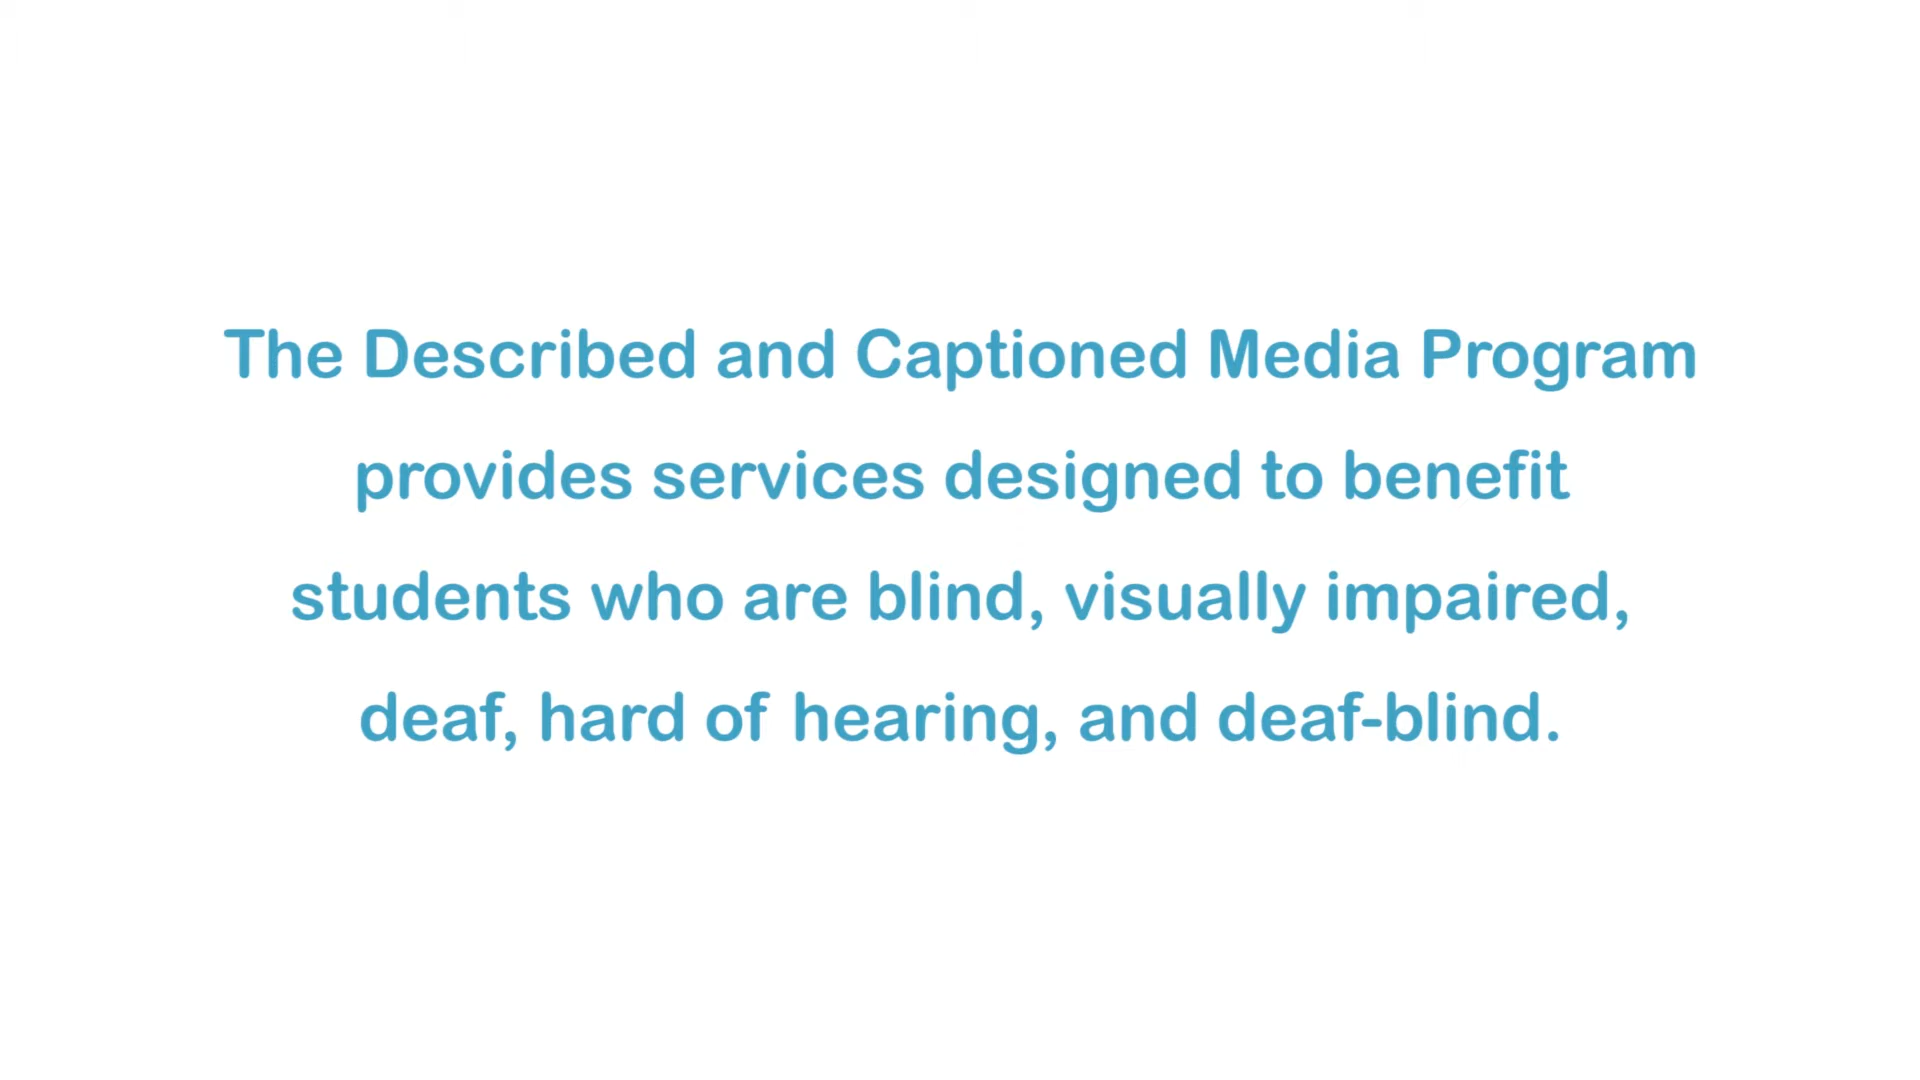 The Described and Captioned Media Program
provides services designed to benefit
students who are blind, visually impaired,
deaf, hard of hearing, and deaf-blind.